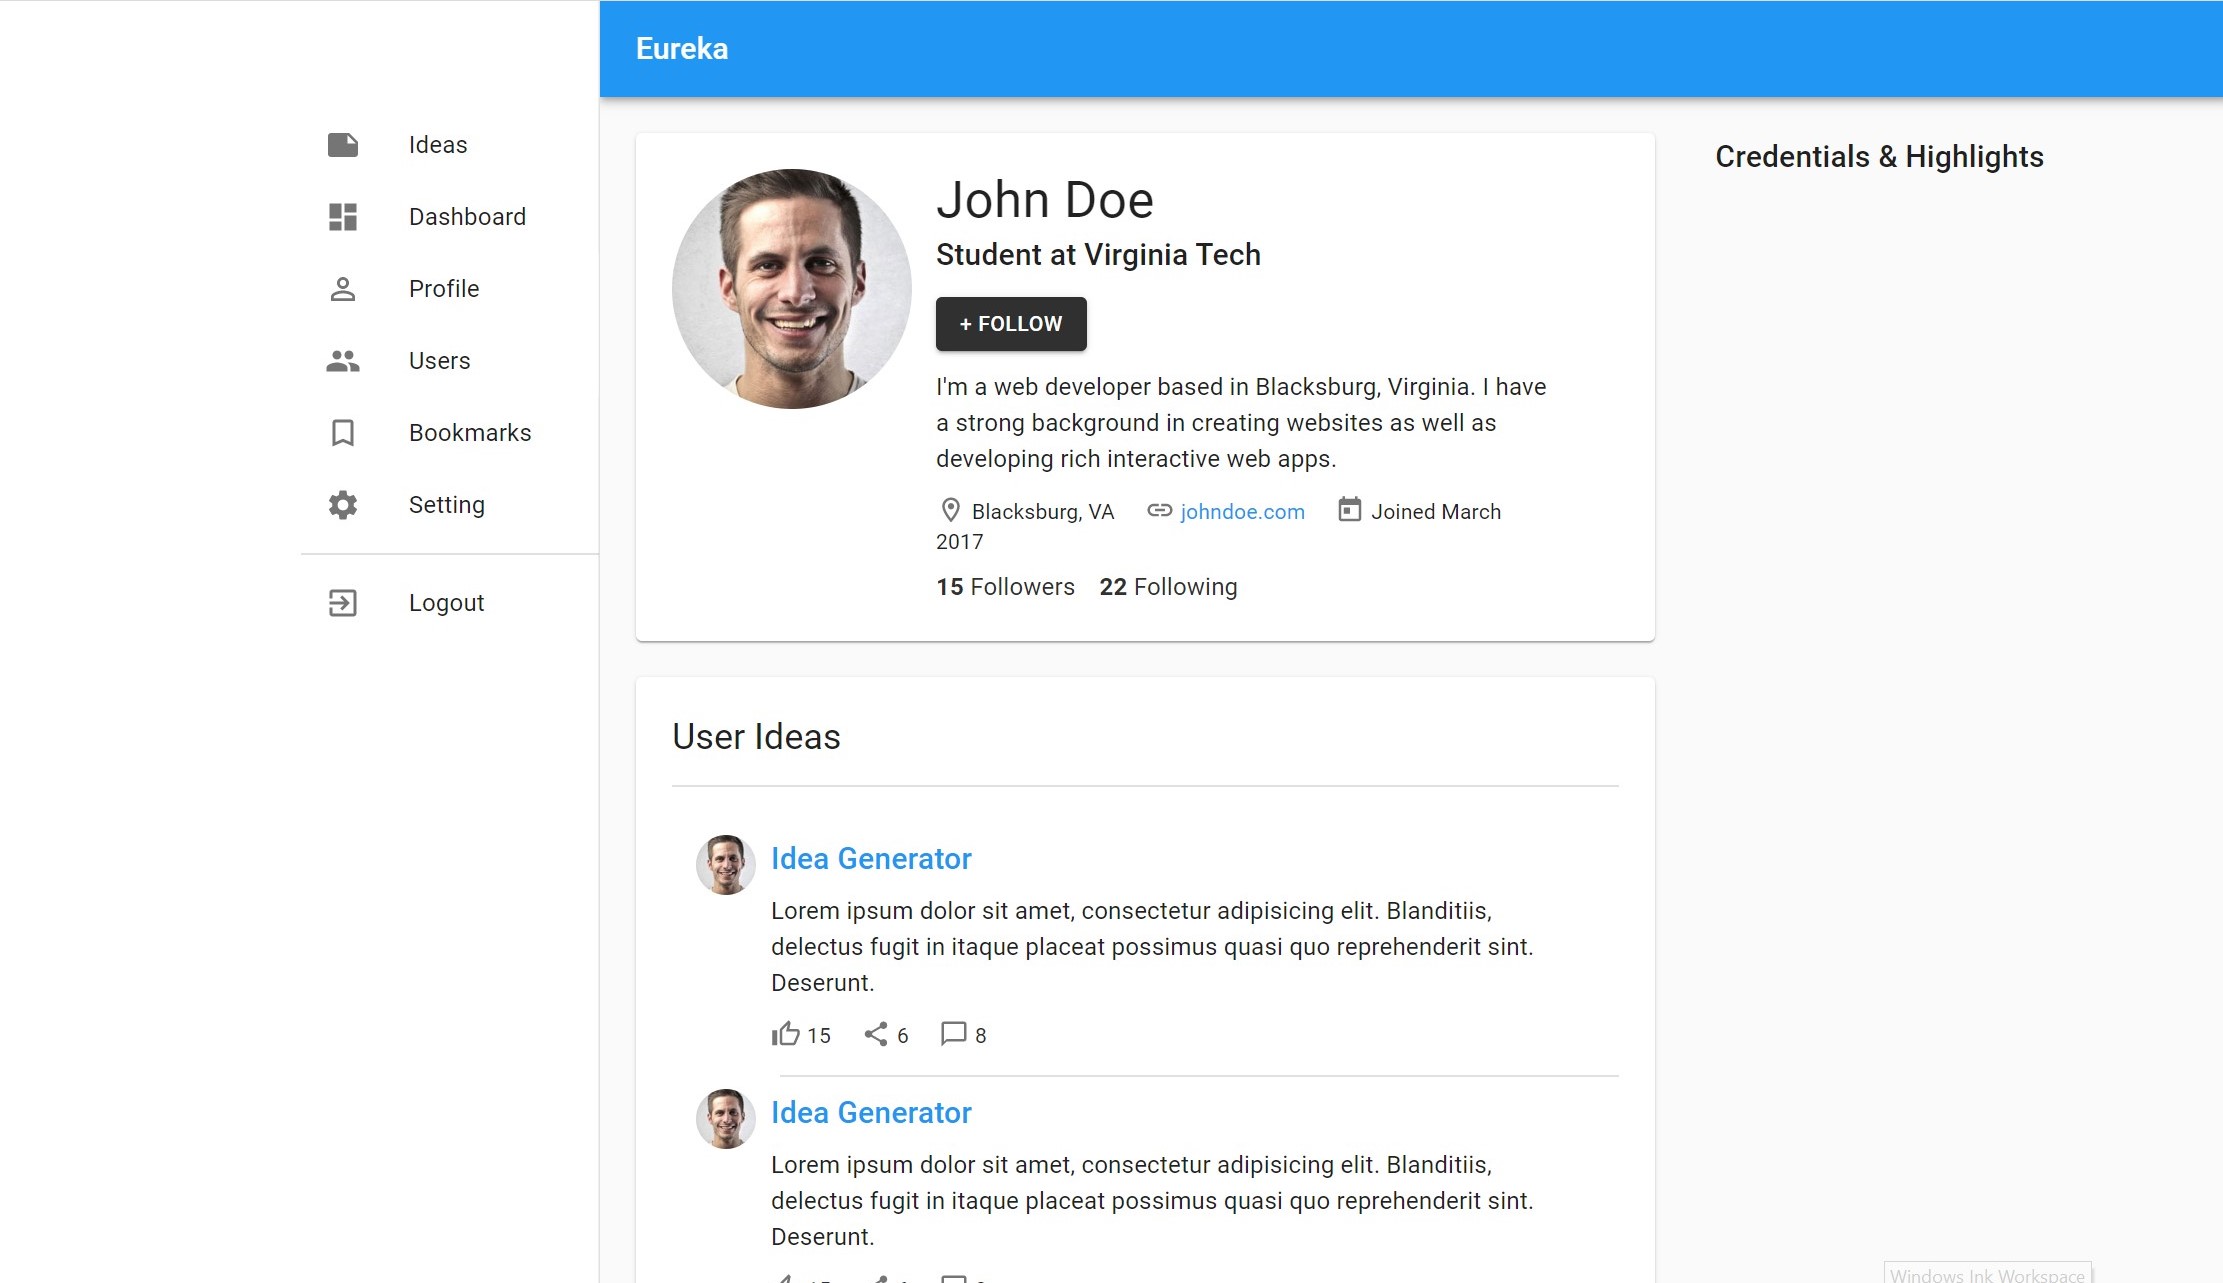 Eureka
Ideas
Dashboard
Profile
Users
Bookmarks
Setting
Logout
John Doe
Student at Virginia Tech
+ FOLLOW
I'm a web developer based in Blacksburg, Virginia. I have
a strong background in creating websites as well as
developing rich interactive web apps.
Blacksburg, VA johndoe.com Joined March
2017
15 Followers 22 Following
Credentials & Highlights
User Ideas
Idea Generator
Lorem ipsum dolor sit amet, consectetur adipisicing elit. Blanditiis,
delectus fugit in itaque placeat possimus quasi quo reprehenderit sint.
Deserunt.
15 6 8
Idea Generator
Lorem ipsum dolor sit amet, consectetur adipisicing elit. Blanditiis,
delectus fugit in itaque placeat possimus quasi quo reprehenderit sint.
Deserunt.
Windows Ink Workspace